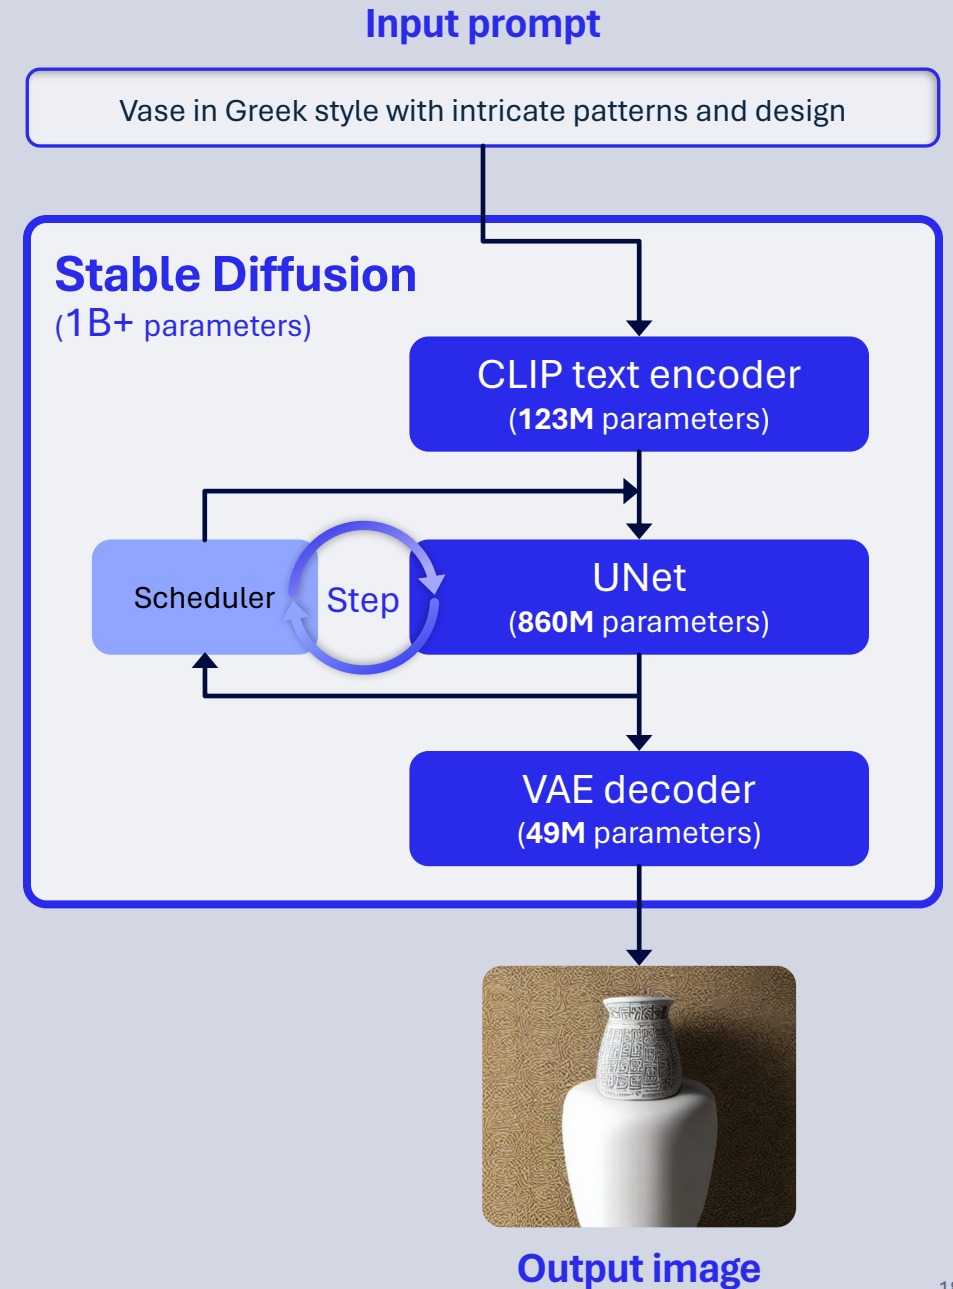 Input prompt
Vase in Greek style with intricate patterns and design
Stable Diffusion
(1B+ parameters)
CLIP text encoder
(123M parameters)
Scheduler
Step
UNet
(860M parameters)
VAE decoder
(49M parameters)
Output image